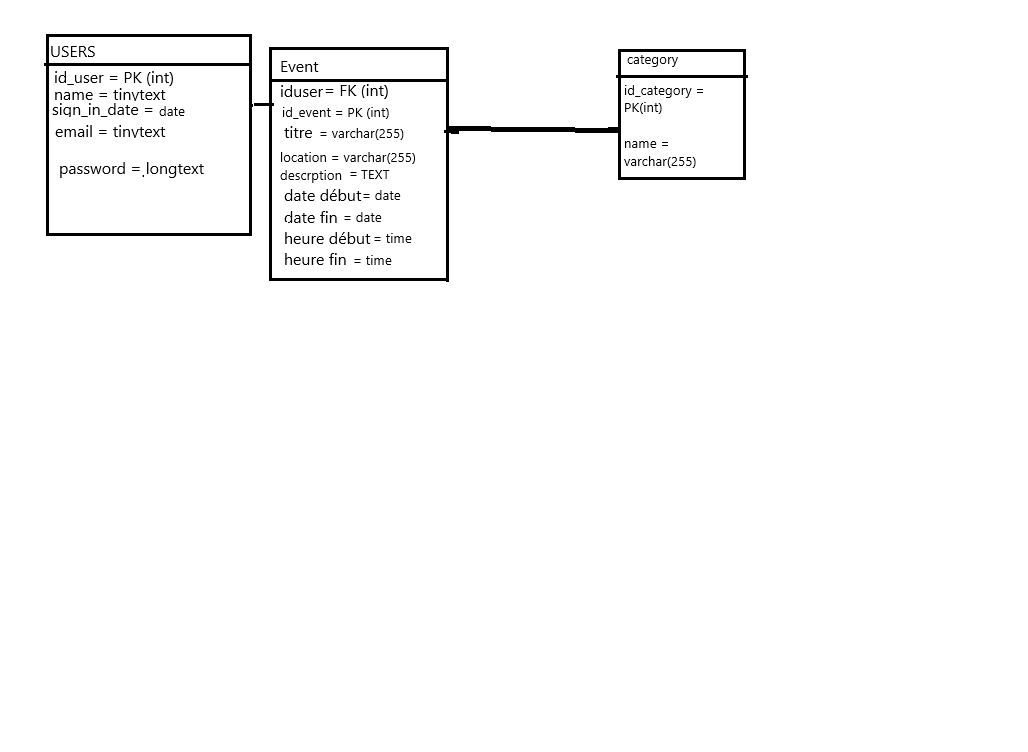 USERS
id_user = PK (int)
name = tinytext
sign_in_date = date
email = tinytext
password = longtext
Event
iduser= FK (int)
id_event = PK (int)
titre = varchar(255)
location = varchar(255)
descrption = TEXT
date début= date
date fin = date
heure début = time
heure fin = time
category
id_category =
PK(int)
name =
varchar(255)